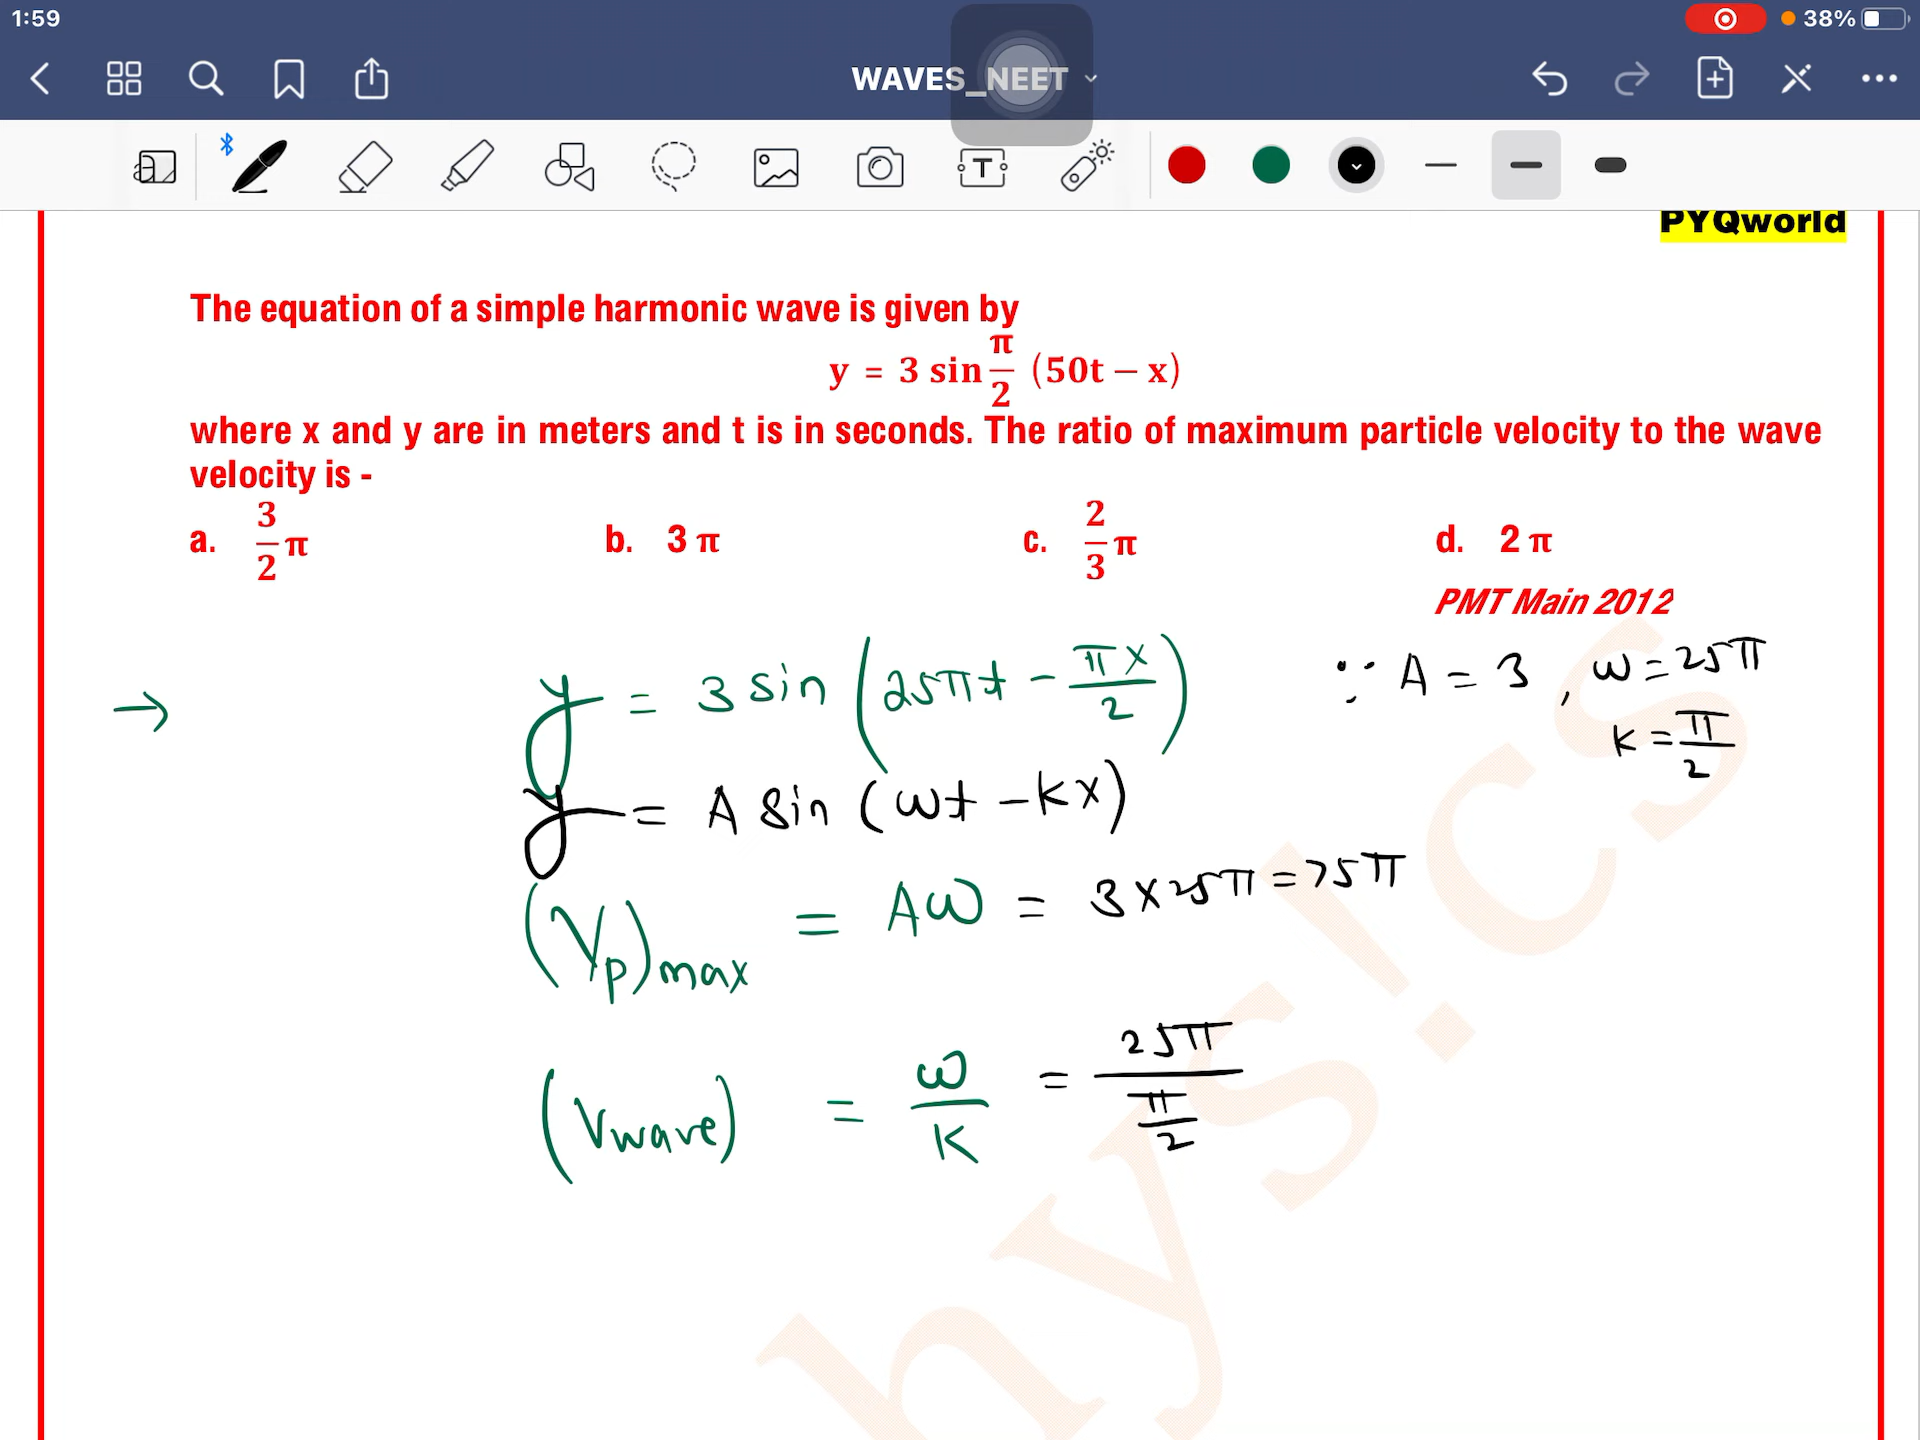 1:59
38%
WAVES_NEET
T
PYQworld
The equation of a simple harmonic wave is given by
y = 3 sin π/2 (50t − x)
where x and y are in meters and t is in seconds. The ratio of maximum particle velocity to the wave
velocity is -
a. 3/2 π b. 3 π c. 2/3 π d. 2 π
PMT Main 2012
→ y = 3 sin (25πt − πx/2) ∵ A = 3, ω = 25π
k = π/2
y = A sin (ωt − kx)
(Vp)max = Aω = 3 × 25π = 75π
(Vwave) = ω/K = 25π/(π/2)
hys!cs